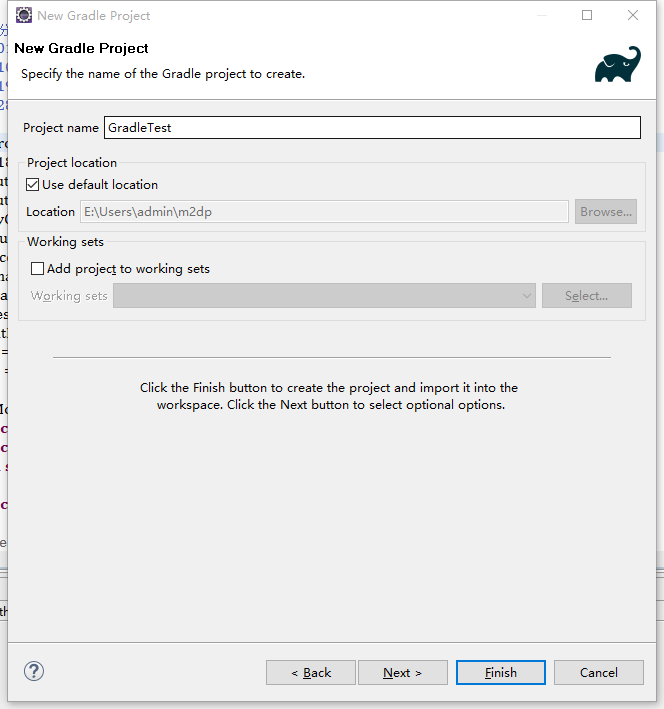 New Gradle Project
New Gradle Project
Specify the name of the Gradle project to create.
Project name GradleTest
Project location
Use default location
Location E:\Users\admin\m2dp Browse...
Working sets
Add project to working sets
Working sets Select...
Click the Finish button to create the project and import it into the
workspace. Click the Next button to select optional options.
? < Back Next > Finish Cancel